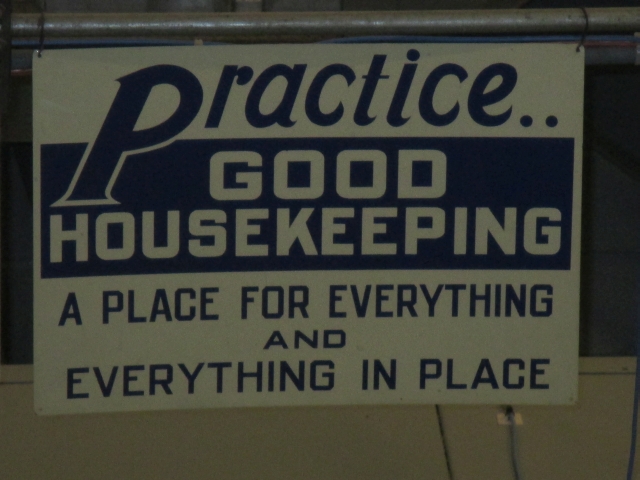 Practice..
GOOD
HOUSEKEEPING
A PLACE FOR EVERYTHING
AND
EVERYTHING IN PLACE